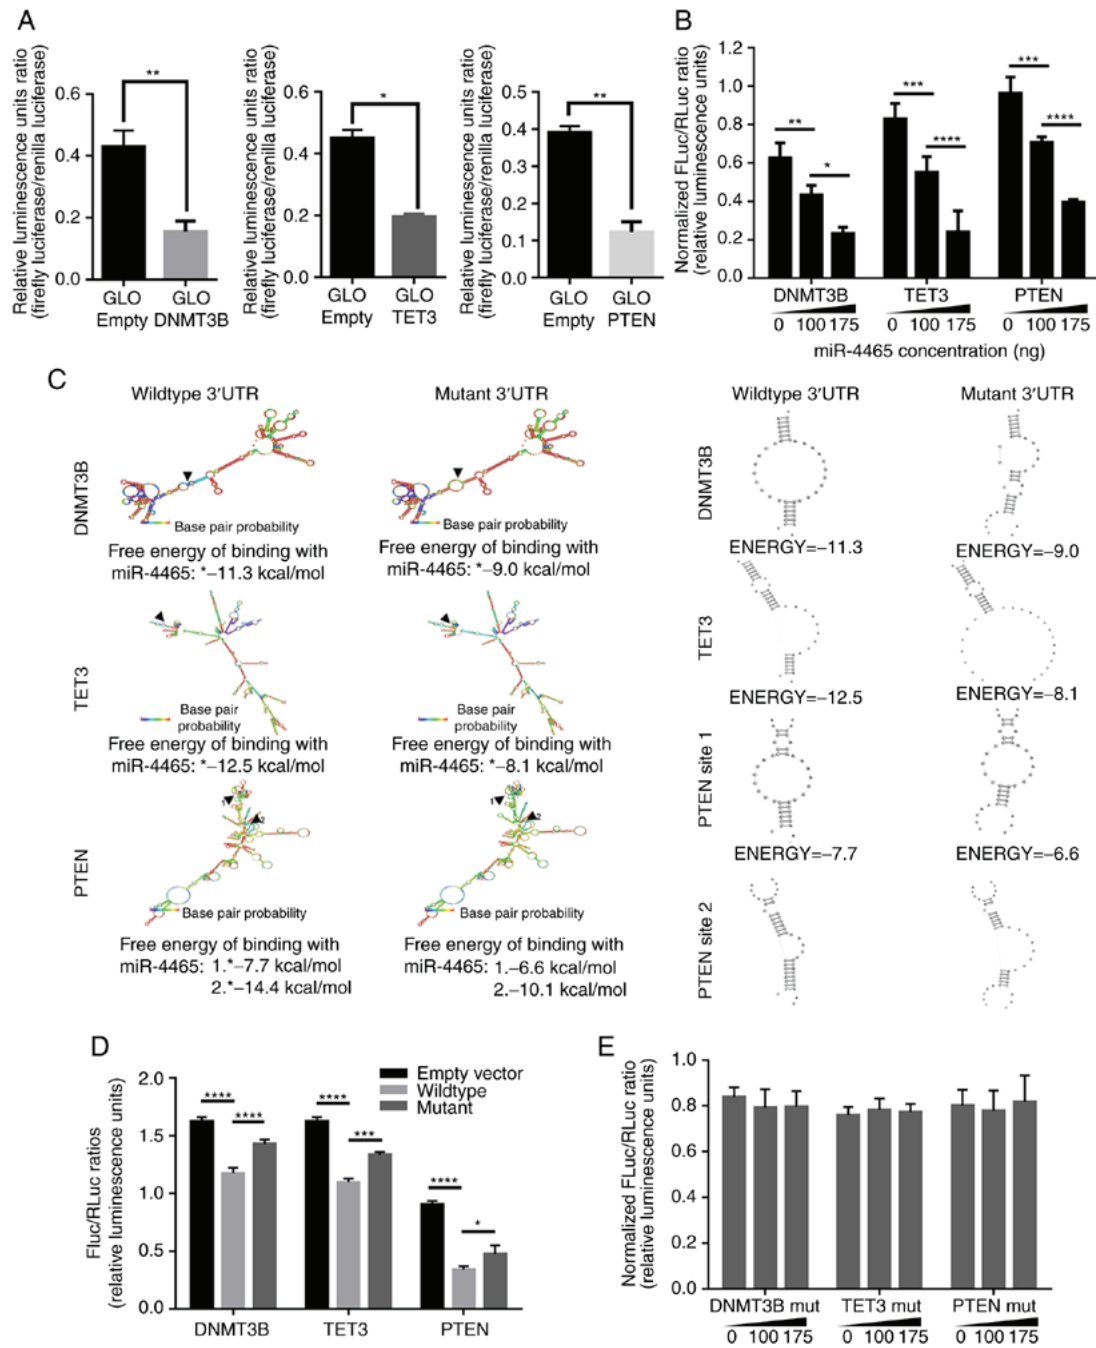 A
Relative luminescence units ratio
(firefly luciferase/renilla luciferase)
0.6
0.4
0.2
0.0
**
GLO
Empty
GLO
DNMT3B
Relative luminescence units ratio
(firefly luciferase/renilla luciferase)
0.6
0.4
0.2
0.0
*
GLO
Empty
GLO
TET3
Relative luminescence units ratio
(firefly luciferase/renilla luciferase)
0.5
0.4
0.3
0.2
0.1
0.0
**
GLO
Empty
GLO
PTEN
B
Normalized FLuc/RLuc ratio
(relative luminescence units)
1.2
1.0
0.8
0.6
0.4
0.2
0.0
** * *** **** *** ****
DNMT3B TET3 PTEN
0 100 175 0 100 175 0 100 175
miR-4465 concentration (ng)
C
Wildtype 3′UTR Mutant 3′UTR
DNMT3B
Base pair probability
Base pair probability
Free energy of binding with
miR-4465: *−11.3 kcal/mol
Free energy of binding with
miR-4465: *−9.0 kcal/mol
TET3
Base pair
probability
Base pair
probability
Free energy of binding with
miR-4465: *−12.5 kcal/mol
Free energy of binding with
miR-4465: *−8.1 kcal/mol
PTEN
1
2
1
2
Base pair probability
Base pair probability
Free energy of binding with
miR-4465: 1.*−7.7 kcal/mol
2.*−14.4 kcal/mol
Free energy of binding with
miR-4465: 1.−6.6 kcal/mol
2.−10.1 kcal/mol
Wildtype 3′UTR Mutant 3′UTR
DNMT3B
ENERGY=−11.3 ENERGY=−9.0
TET3
ENERGY=−12.5 ENERGY=−8.1
PTEN site 1
ENERGY=−7.7 ENERGY=−6.6
PTEN site 2
D
Fluc/RLuc ratios
(relative luminescence units)
2.0
1.5
1.0
0.5
0.0
Empty vector
Wildtype
Mutant
**** **** **** *** **** *
DNMT3B TET3 PTEN
E
Normalized FLuc/RLuc ratio
(relative luminescence units)
1.0
0.8
0.6
0.4
0.2
0.0
DNMT3B mut TET3 mut PTEN mut
0 100 175 0 100 175 0 100 175